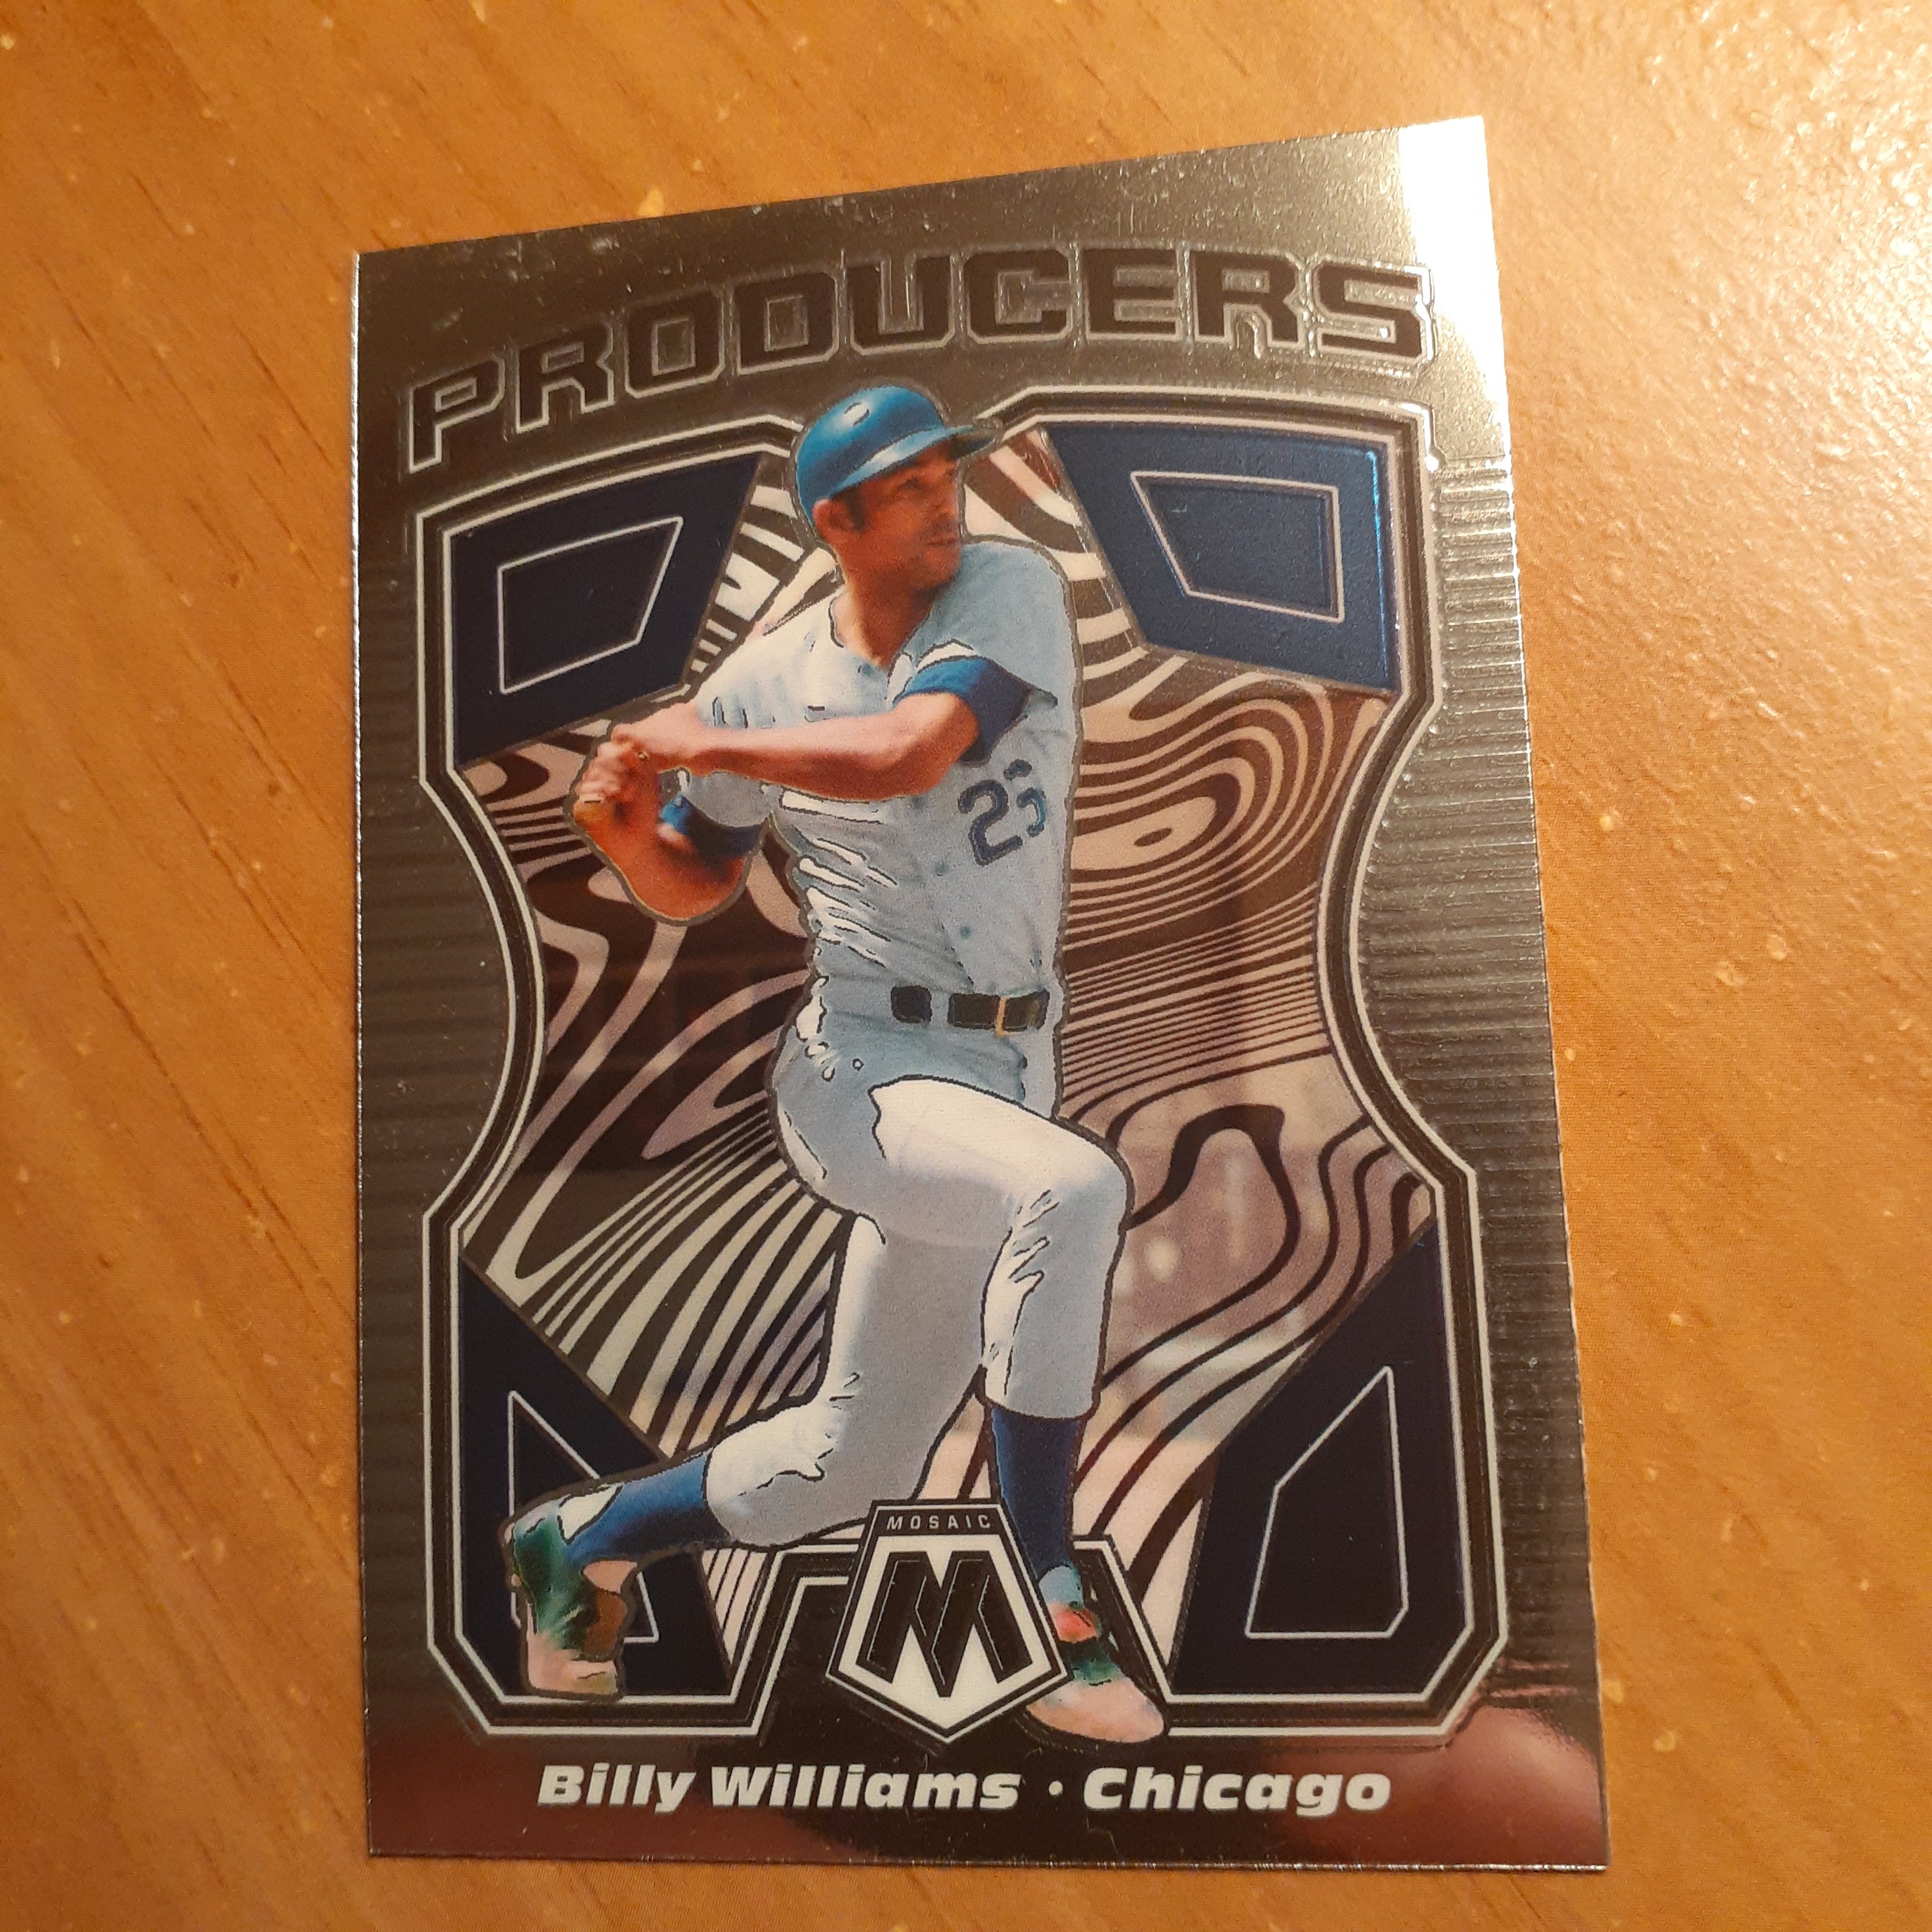 PRODUCERS
25
MOSAIC
M
Billy Williams · Chicago